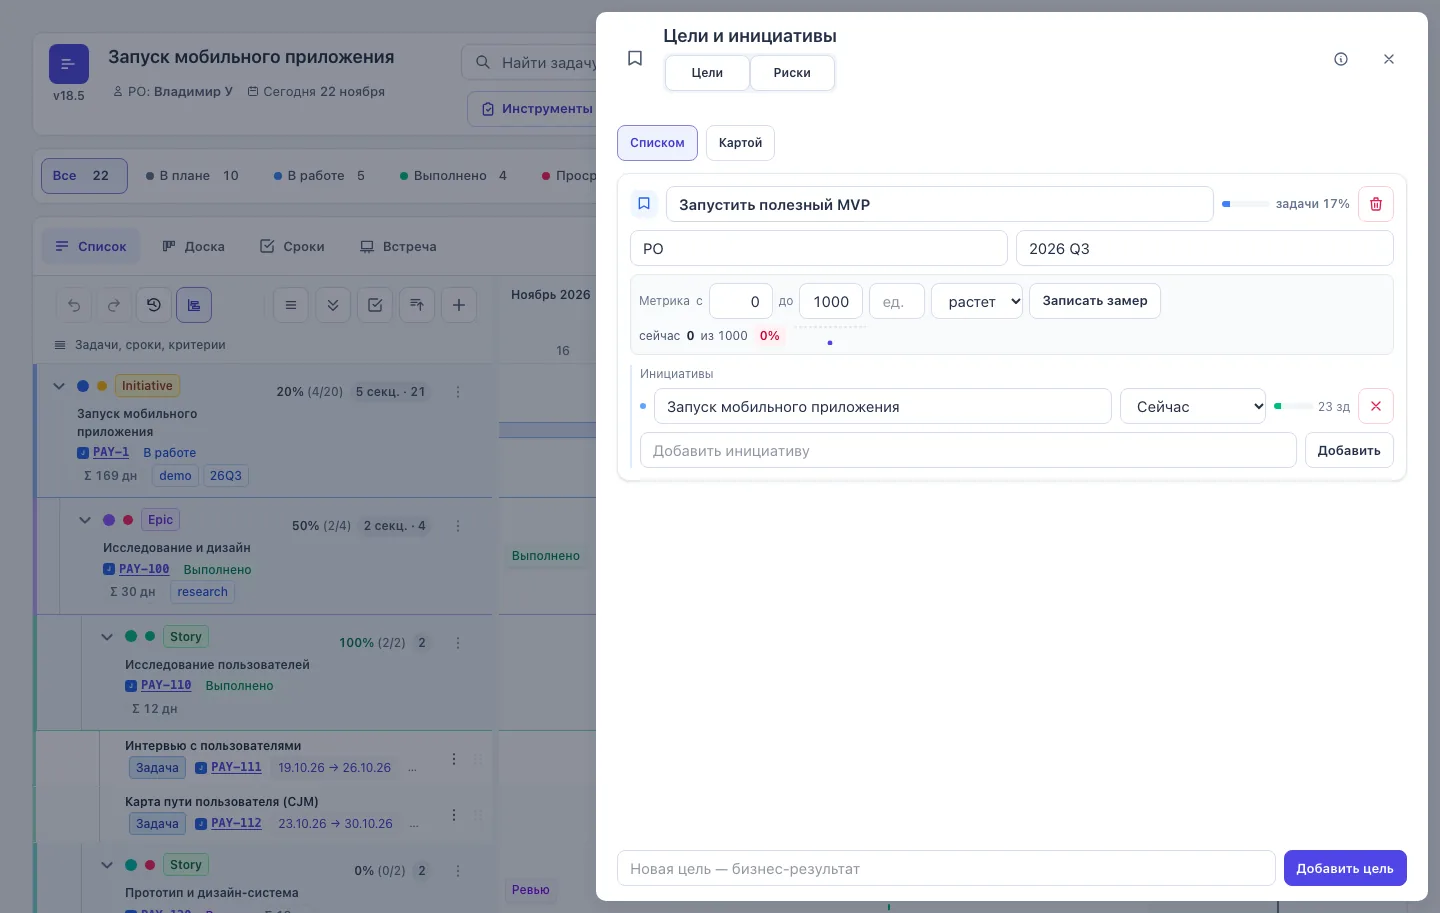 Запуск мобильного приложения
v18.5
РО: Владимир У
Сегодня 22 ноября
Найти задачу
Инструменты
Все 22
В плане 10
В работе 5
Выполнено 4
Проср
Список
Доска
Сроки
Встреча
Ноябрь 2026
Задачи, сроки, критерии
16
Initiative
20% (4/20)
5 секц. · 21
Запуск мобильного
приложения
PAY-1 В работе
Σ 169 дн demo 26Q3
Epic
50% (2/4)
2 секц. · 4
Исследование и дизайн
PAY-100 Выполнено
Σ 30 дн research
Выполнено
Story
100% (2/2) 2
Исследование пользователей
PAY-110 Выполнено
Σ 12 дн
Интервью с пользователями
Задача PAY-111 19.10.26 → 26.10.26 ...
Карта пути пользователя (CJM)
Задача PAY-112 23.10.26 → 30.10.26 ...
Story
0% (0/2) 2
Прототип и дизайн-система
Ревью
Цели и инициативы
Цели Риски
Списком Картой
Запустить полезный MVP
задачи 17%
РО
2026 Q3
Метрика с 0 до 1000 ед. растет Записать замер
сейчас 0 из 1000 0%
Инициативы
Запуск мобильного приложения Сейчас 23 зд
Добавить инициативу Добавить
Новая цель — бизнес-результат Добавить цель